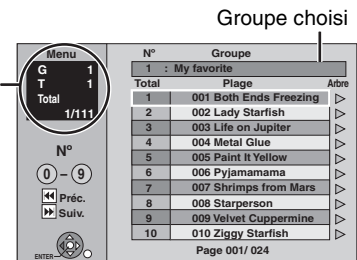 Groupe choisi
Menu
G 1
T 1
Total
1/111
N°
0 – 9
Préc.
Suiv.
ENTER
N° Groupe
1 : My favorite
Total Plage Arbre
1 001 Both Ends Freezing
2 002 Lady Starfish
3 003 Life on Jupiter
4 004 Metal Glue
5 005 Paint It Yellow
6 006 Pyjamamama
7 007 Shrimps from Mars
8 008 Starperson
9 009 Velvet Cuppermine
10 010 Ziggy Starfish
Page 001/ 024